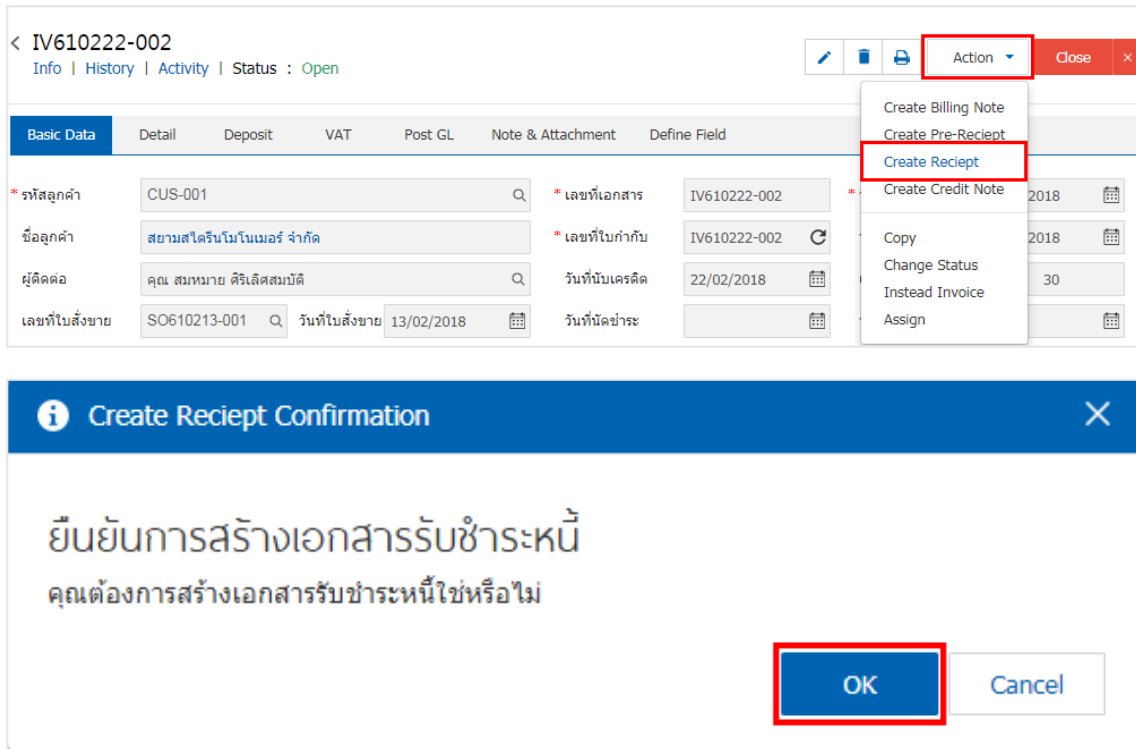 IV610222-002
Info | History | Activity | Status : Open
Action
Close
×
Create Billing Note
Create Pre-Reciept
Create Reciept
Create Credit Note
Copy
Change Status
Instead Invoice
Assign
Basic Data Detail Deposit VAT Post GL Note & Attachment Define Field
* รหัสลูกค้า CUS-001 * เลขที่เอกสาร IV610222-002 * 2018
ชื่อลูกค้า สยามสไตรีนโมโนเมอร์ จำกัด * เลขที่ใบกำกับ IV610222-002 2018
ผู้ติดต่อ คุณ สมหมาย ศิริเลิศสมบัติ วันที่นับเครดิต 22/02/2018 30
เลขที่ใบสั่งขาย SO610213-001 วันที่ใบสั่งขาย 13/02/2018 วันที่นัดชำระ
Create Reciept Confirmation
ยืนยันการสร้างเอกสารรับชำระหนี้
คุณต้องการสร้างเอกสารรับชำระหนี้ใช่หรือไม่
OK Cancel